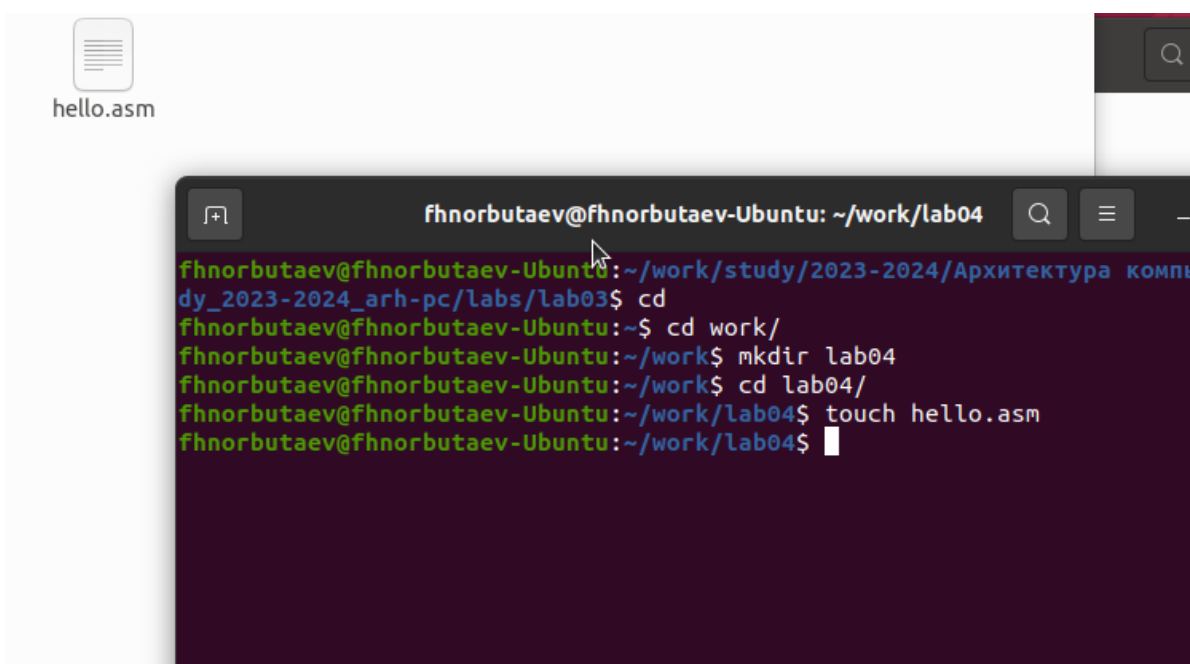 hello.asm
fhnorbutaev@fhnorbutaev-Ubuntu: ~/work/lab04
fhnorbutaev@fhnorbutaev-Ubuntu:~/work/study/2023-2024/Архитектура
dy_2023-2024_arh-pc/labs/lab03$ cd
fhnorbutaev@fhnorbutaev-Ubuntu:~$ cd work/
fhnorbutaev@fhnorbutaev-Ubuntu:~/work$ mkdir lab04
fhnorbutaev@fhnorbutaev-Ubuntu:~/work$ cd lab04/
fhnorbutaev@fhnorbutaev-Ubuntu:~/work/lab04$ touch hello.asm
fhnorbutaev@fhnorbutaev-Ubuntu:~/work/lab04$